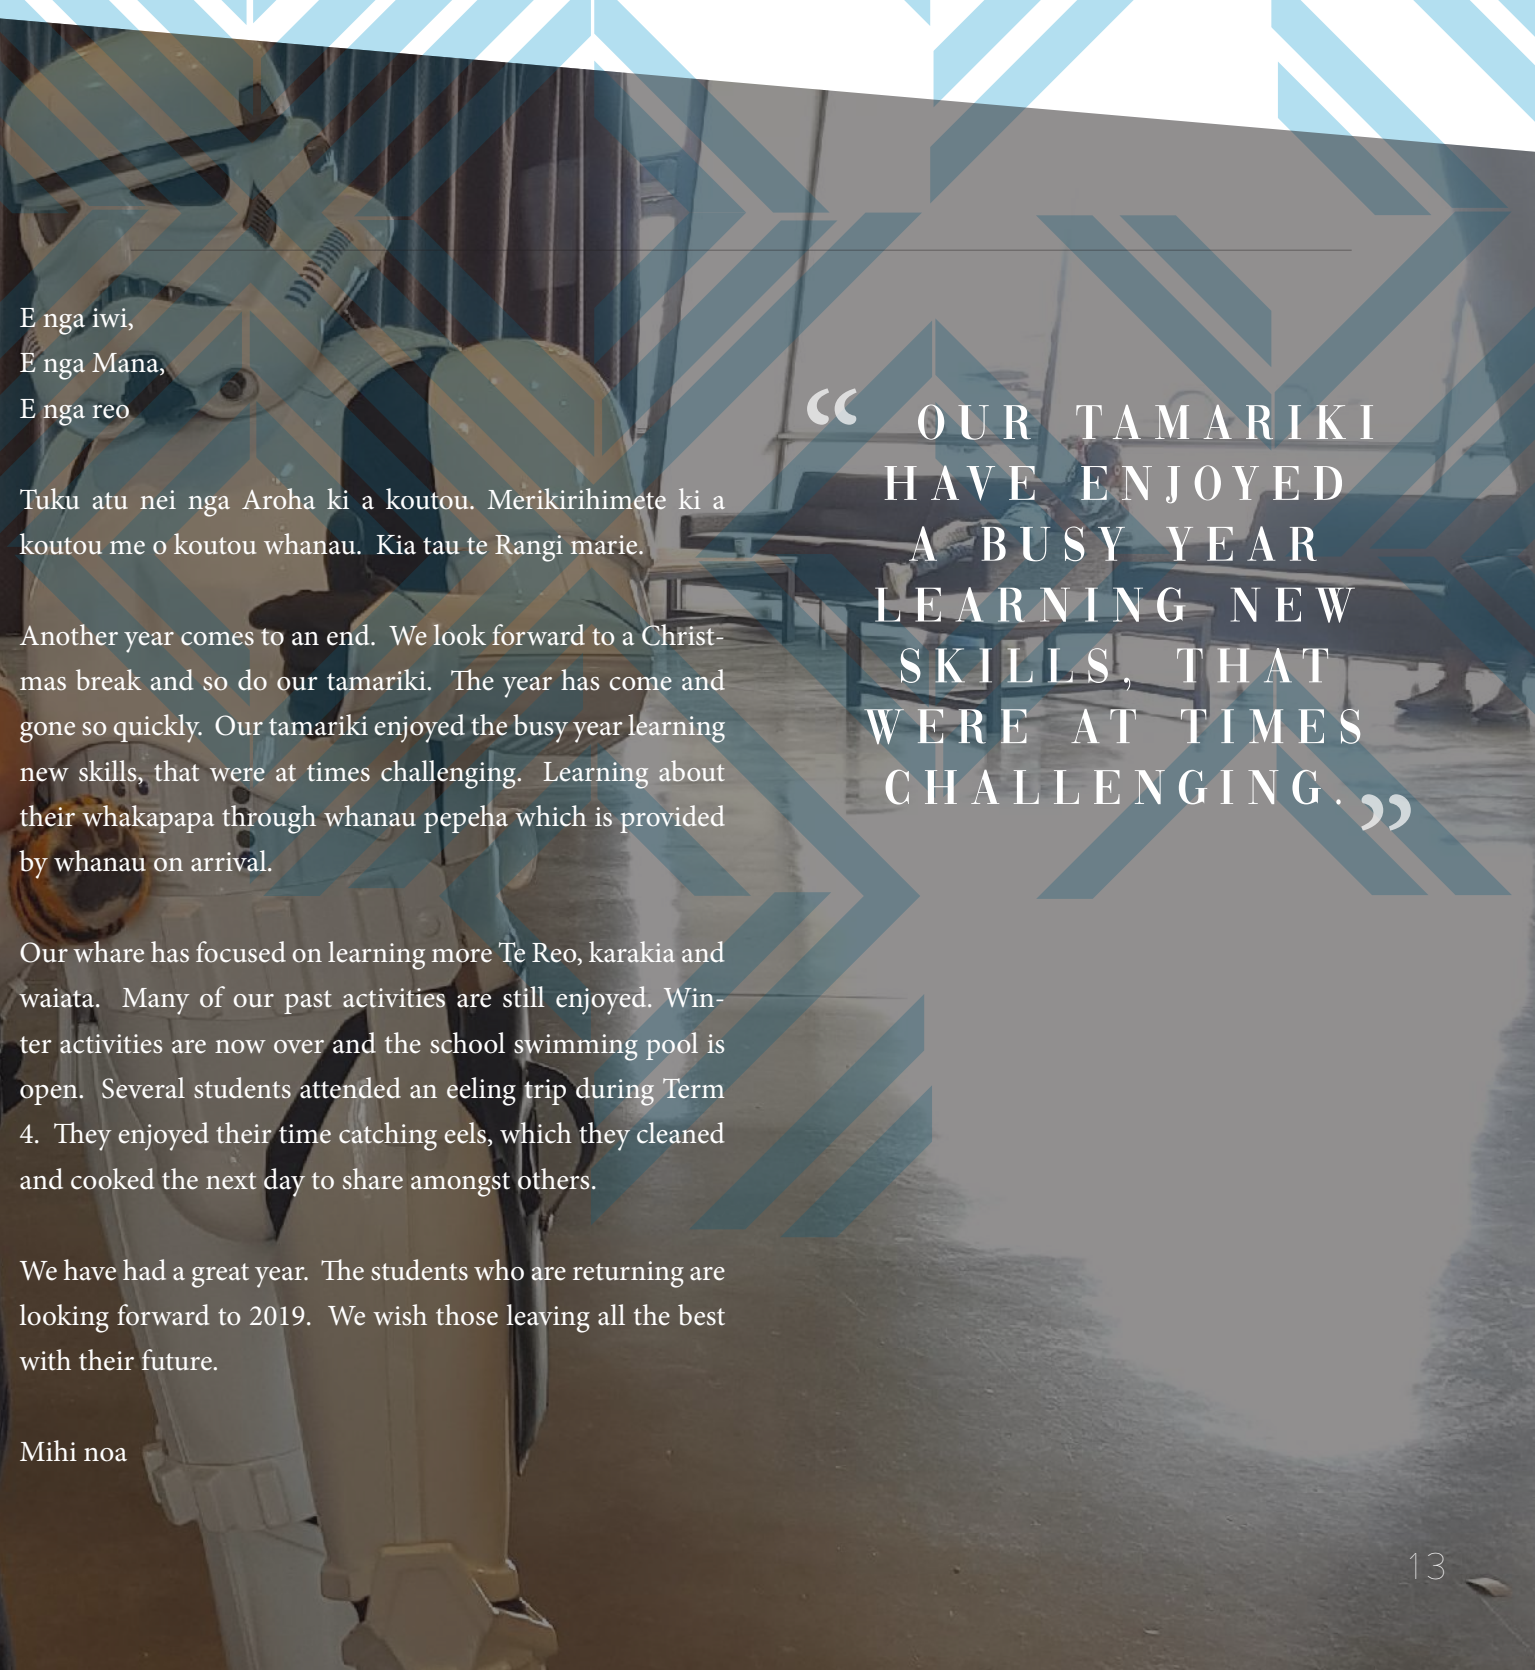 E nga iwi,
E nga Mana,
E nga reo
Tuku atu nei nga Aroha ki a koutou. Merikirihimete ki a
koutou me o koutou whanau.  Kia tau te Rangi marie.
Another year comes to an end.  We look forward to a Christ-
mas break and so do our tamariki.  The year has come and
gone so quickly.  Our tamariki enjoyed the busy year learning
new skills, that were at times challenging.  Learning about
their whakapapa through whanau pepeha which is provided
by whanau on arrival.
Our whare has focused on learning more Te Reo, karakia and
waiata.  Many of our past activities are still enjoyed. Win-
ter activities are now over and the school swimming pool is
open.  Several students attended an eeling trip during Term
4.  They enjoyed their time catching eels, which they cleaned
and cooked the next day to share amongst others.
We have had a great year.  The students who are returning are
looking forward to 2019.  We wish those leaving all the best
with their future.
Mihi noa
“ OUR TAMARIKI
HAVE ENJOYED
A BUSY YEAR
LEARNING NEW
SKILLS, THAT
WERE AT TIMES
CHALLENGING.”
13